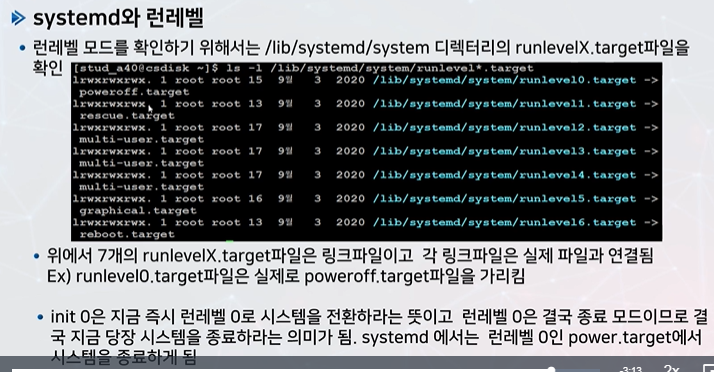 systemd와 런레벨
• 런레벨 모드를 확인하기 위해서는 /lib/systemd/system 디렉터리의 runlevelX.target파일을
확인
[stud_a40@csdisk ~]$ ls -l /lib/systemd/system/runlevel*.target
lrwxrwxrwx. 1 root root 15 9월 3 2020 /lib/systemd/system/runlevel0.target ->
poweroff.target
lrwxrwxrwx. 1 root root 13 9월 3 2020 /lib/systemd/system/runlevel1.target ->
rescue.target
lrwxrwxrwx. 1 root root 17 9월 3 2020 /lib/systemd/system/runlevel2.target ->
multi-user.target
lrwxrwxrwx. 1 root root 17 9월 3 2020 /lib/systemd/system/runlevel3.target ->
multi-user.target
lrwxrwxrwx. 1 root root 17 9월 3 2020 /lib/systemd/system/runlevel4.target ->
multi-user.target
lrwxrwxrwx. 1 root root 16 9월 3 2020 /lib/systemd/system/runlevel5.target ->
graphical.target
lrwxrwxrwx. 1 root root 13 9월 3 2020 /lib/systemd/system/runlevel6.target ->
reboot.target
• 위에서 7개의 runlevelX.target파일은 링크파일이고 각 링크파일은 실제 파일과 연결됨
Ex) runlevel0.target파일은 실제로 poweroff.target파일을 가리킴
• init 0은 지금 즉시 런레벨 0로 시스템을 전환하라는 뜻이고 런레벨 0은 결국 종료 모드이므로 결
국 지금 당장 시스템을 종료하라는 의미가 됨. systemd 에서는 런레벨 0인 power.target에서
시스템을 종료하게 됨
-3:13 2x